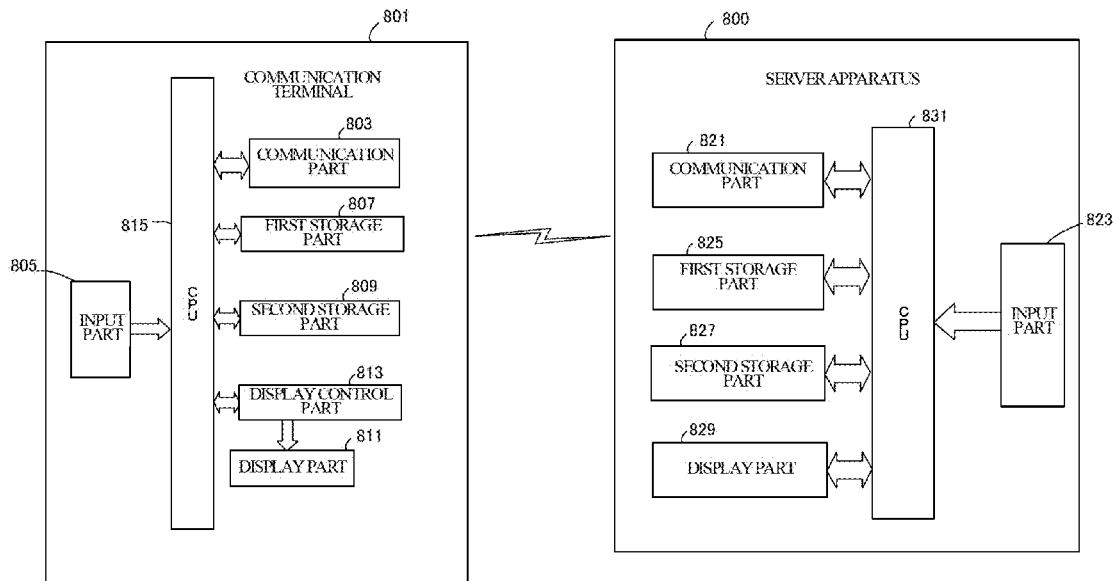 801
COMMUNICATION
TERMINAL
803
COMMUNICATION
PART
815
807
FIRST STORAGE
PART
805
INPUT
PART
CPU
809
SECOND STORAGE
PART
813
DISPLAY CONTROL
PART
811
DISPLAY PART
800
SERVER APPARATUS
831
821
COMMUNICATION
PART
823
825
FIRST STORAGE
PART
CPU
INPUT
PART
827
SECOND STORAGE
PART
829
DISPLAY PART